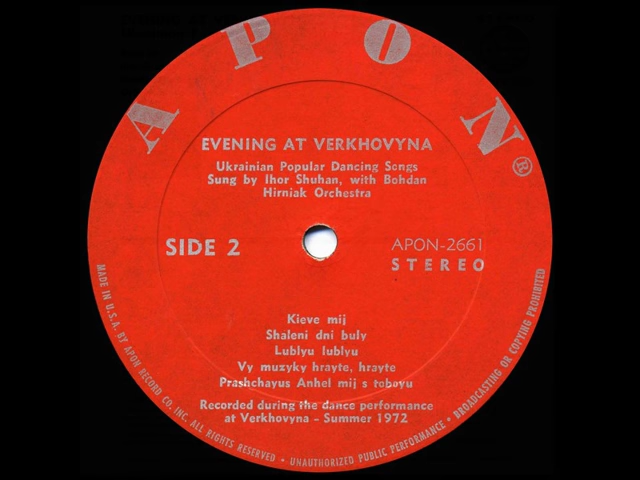 APON®
EVENING AT VERKHOVYNA
Ukrainian Popular Dancing Songs
Sung by Ihor Shuhan, with Bohdan
Hirniak Orchestra
SIDE 2
APON-2661
STEREO
Kieve mij
Shaleni dni buly
Lublyu lublyu
Vy muzyky hrayte, hrayte
Prashchayus Anhel mij s toboyu
Recorded during the dance performance
at Verkhovyna - Summer 1972
MADE IN U.S.A. BY APON RECORD CO. INC. ALL RIGHTS RESERVED • UNAUTHORIZED PUBLIC PERFORMANCE • BROADCASTING OR COPYING PROHIBITED